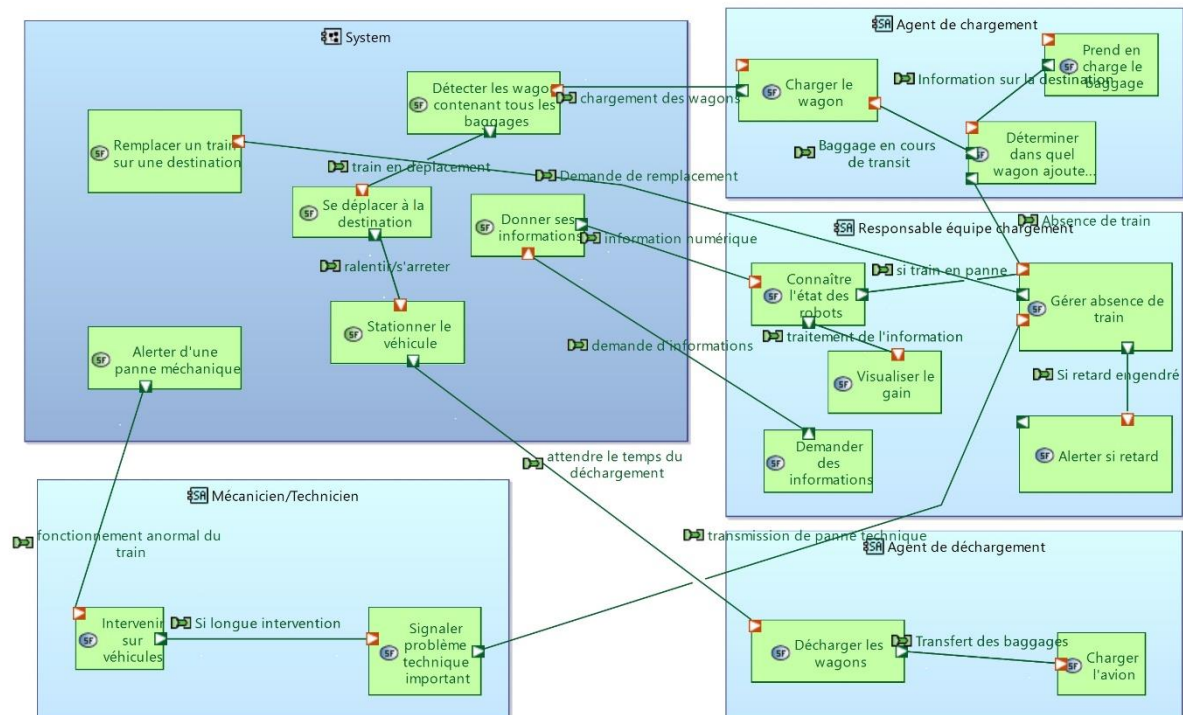 System
Détecter les wago
contenant tous les
baggages
chargement des wagons
Remplacer un train
sur une destination
train en déplacement
Demande de remplacement
Se déplacer à la
destination
Donner ses
informations
information numérique
ralentir/s'arreter
Stationner le
véhicule
demande d'informations
Alerter d'une
panne méchanique
attendre le temps du
déchargement
Agent de chargement
Charger le
wagon
Information sur la destination
Prend en
charge le
baggage
Baggage en cours
de transit
Déterminer
dans quel
wagon ajoute...
Absence de train
Responsable équipe chargement
si train en panne
Connaître
l'état des
robots
Gérer absence de
train
traitement de l'information
Visualiser le
gain
Si retard engendré
Demander
des
informations
Alerter si retard
Mécanicien/Technicien
fonctionnement anormal du
train
Intervenir
sur
véhicules
Si longue intervention
Signaler
problème
technique
important
transmission de panne technique
Agent de déchargement
Décharger les
wagons
Transfert des baggages
Charger
l'avion